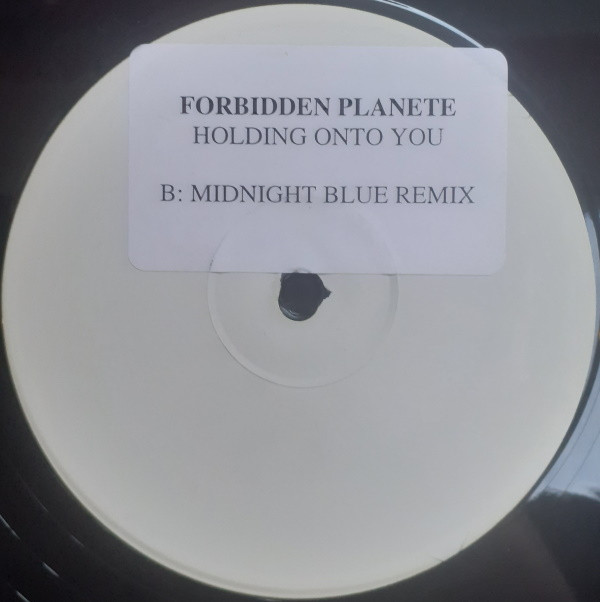 FORBIDDEN PLANETE
HOLDING ONTO YOU
B: MIDNIGHT BLUE REMIX